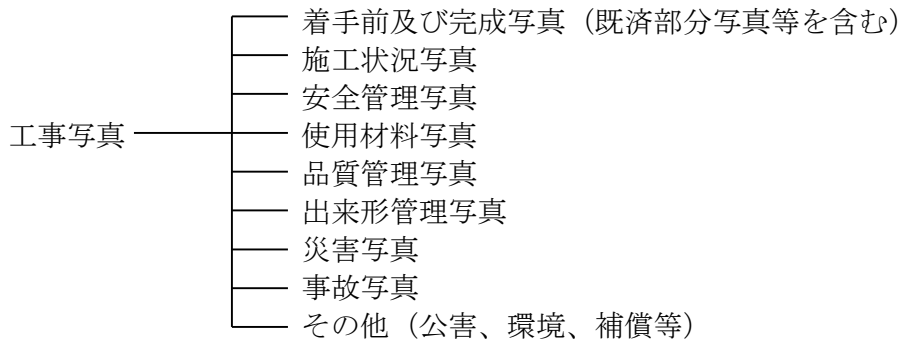 着手前及び完成写真（既済部分写真等を含む）
施工状況写真
安全管理写真
工事写真 使用材料写真
品質管理写真
出来形管理写真
災害写真
事故写真
その他（公害、環境、補償等）